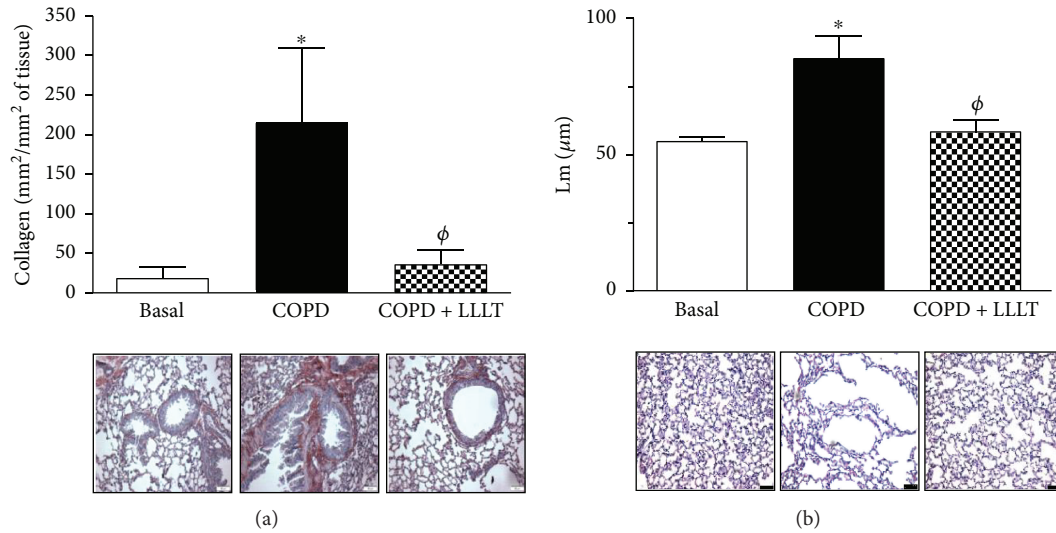 Collagen (mm²/mm² of tissue)
350
300
250
200
150
100
50
0
*
ϕ
Basal
COPD
COPD + LLLT
(a)
Lm (μm)
100
50
0
*
ϕ
Basal
COPD
COPD + LLLT
(b)